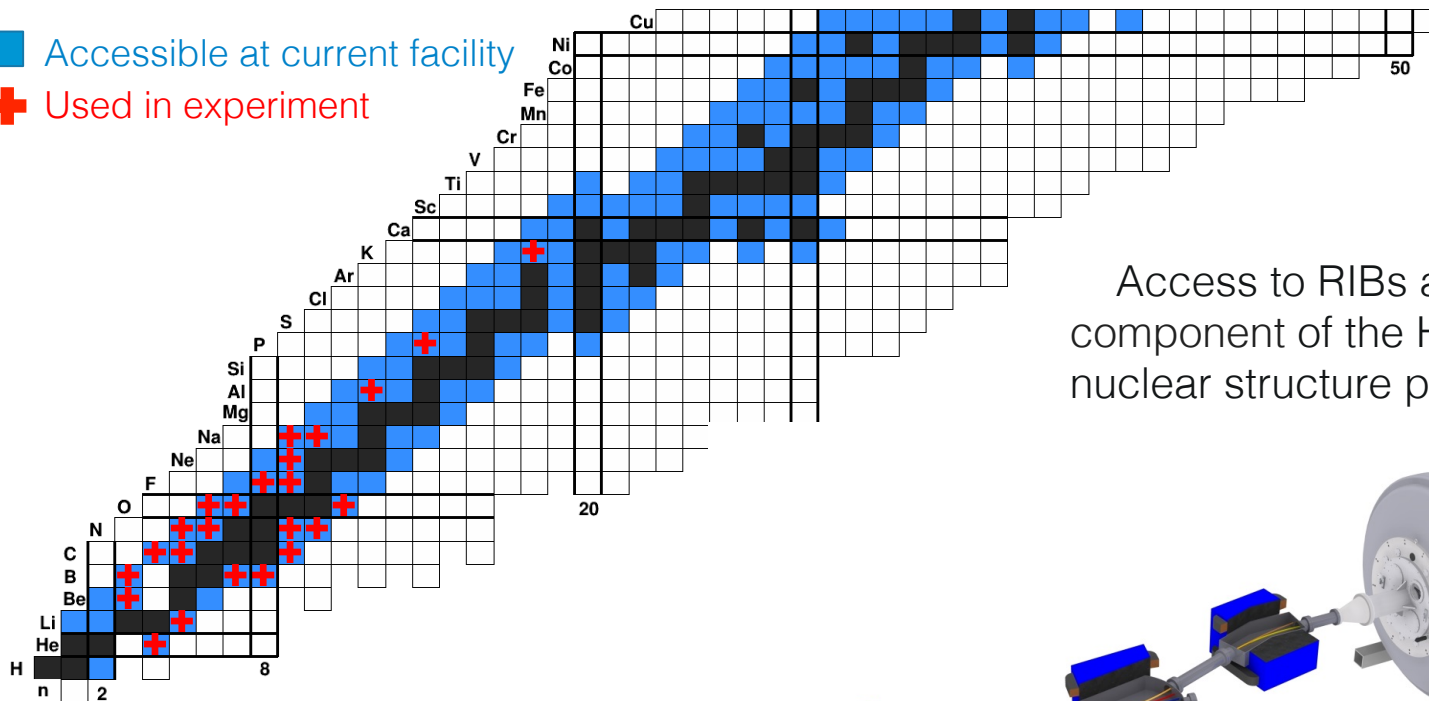 Accessible at current facility
Used in experiment
Cu
Ni
Co
50
Fe
Mn
Cr
V
Ti
Sc
Ca
K
Ar
Cl
S
P
Si
Al
Mg
Na
Ne
F
O
20
N
C
B
Be
Li
He
H
8
n
2
Access to RIBs a
component of the H
nuclear structure p